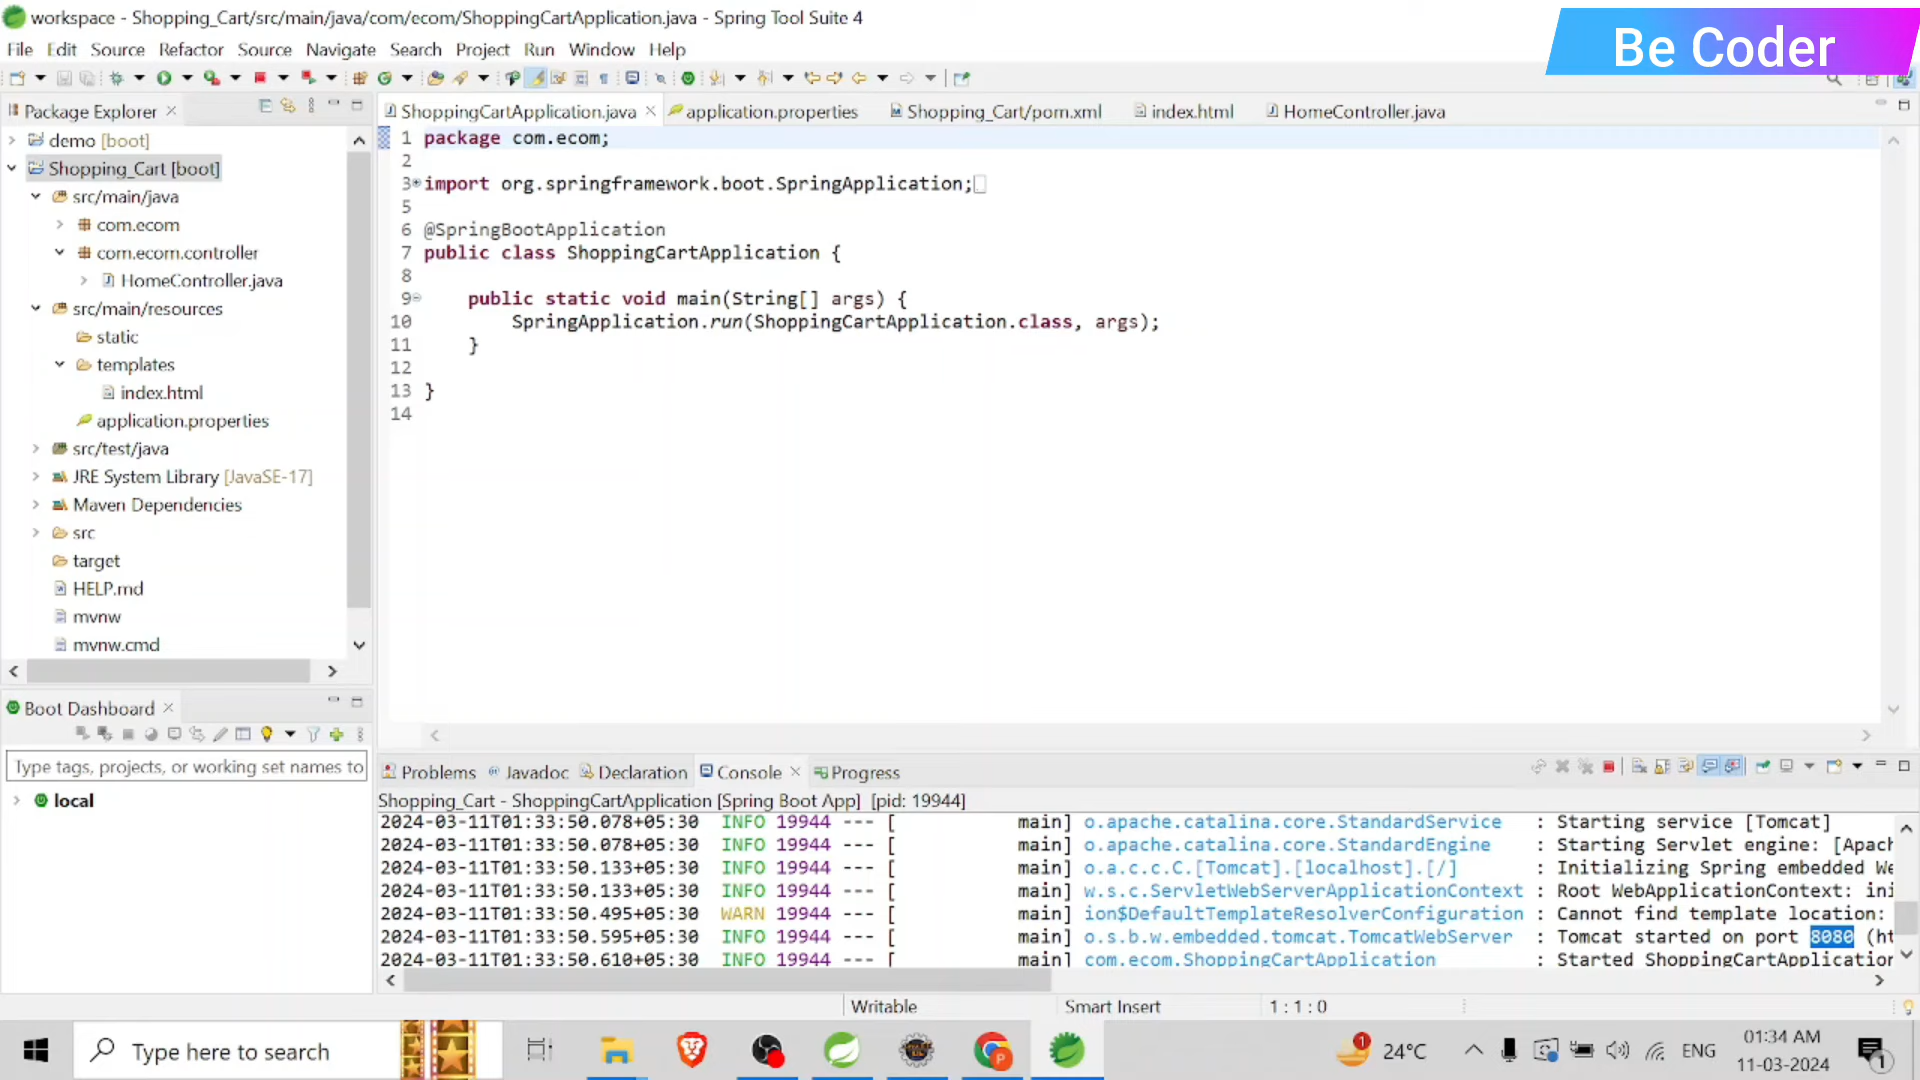 workspace - Shopping_Cart/src/main/java/com/ecom/ShoppingCartApplication.java - Spring Tool Suite 4
Be Coder
File Edit Source Refactor Source Navigate Search Project Run Window Help
Package Explorer
demo [boot]
Shopping_Cart [boot]
src/main/java
com.ecom
com.ecom.controller
HomeController.java
src/main/resources
static
templates
index.html
application.properties
src/test/java
JRE System Library [JavaSE-17]
Maven Dependencies
src
target
HELP.md
mvnw
mvnw.cmd
ShoppingCartApplication.java application.properties Shopping_Cart/pom.xml index.html HomeController.java
1 package com.ecom;
2
3 import org.springframework.boot.SpringApplication;
5
6 @SpringBootApplication
7 public class ShoppingCartApplication {
8
9 public static void main(String[] args) {
10 SpringApplication.run(ShoppingCartApplication.class, args);
11 }
12
13 }
14
Boot Dashboard
Type tags, projects, or working set names to
local
Problems Javadoc Declaration Console Progress
Shopping_Cart - ShoppingCartApplication [Spring Boot App] [pid: 19944]
2024-03-11T01:33:50.078+05:30 INFO 19944 --- [ main] o.apache.catalina.core.StandardService : Starting service [Tomcat]
2024-03-11T01:33:50.078+05:30 INFO 19944 --- [ main] o.apache.catalina.core.StandardEngine : Starting Servlet engine: [Apach
2024-03-11T01:33:50.133+05:30 INFO 19944 --- [ main] o.a.c.c.C.[Tomcat].[localhost].[/] : Initializing Spring embedded We
2024-03-11T01:33:50.133+05:30 INFO 19944 --- [ main] w.s.c.ServletWebServerApplicationContext : Root WebApplicationContext: ini
2024-03-11T01:33:50.495+05:30 WARN 19944 --- [ main] ion$DefaultTemplateResolverConfiguration : Cannot find template location:
2024-03-11T01:33:50.595+05:30 INFO 19944 --- [ main] o.s.b.w.embedded.tomcat.TomcatWebServer : Tomcat started on port 8080 (ht
2024-03-11T01:33:50.610+05:30 INFO 19944 --- [ main] com.ecom.ShoppingCartApplication : Started ShoppingCartApplication
Writable Smart Insert 1 : 1 : 0
Type here to search
1 24°C ENG
01:34 AM
11-03-2024
1